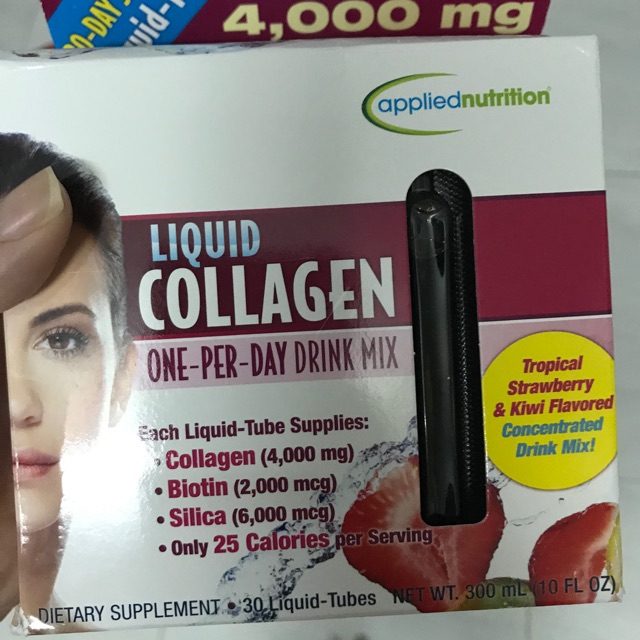 4,000 mg
appliednutrition
LIQUID
COLLAGEN
ONE-PER-DAY DRINK MIX
Each Liquid-Tube Supplies:
• Collagen (4,000 mg)
• Biotin (2,000 mcg)
• Silica (6,000 mcg)
• Only 25 Calories per Serving
Tropical
Strawberry
& Kiwi Flavored
Concentrated
Drink Mix!
DIETARY SUPPLEMENT • 30 Liquid-Tubes NET WT. 300 mL (10 FL OZ)